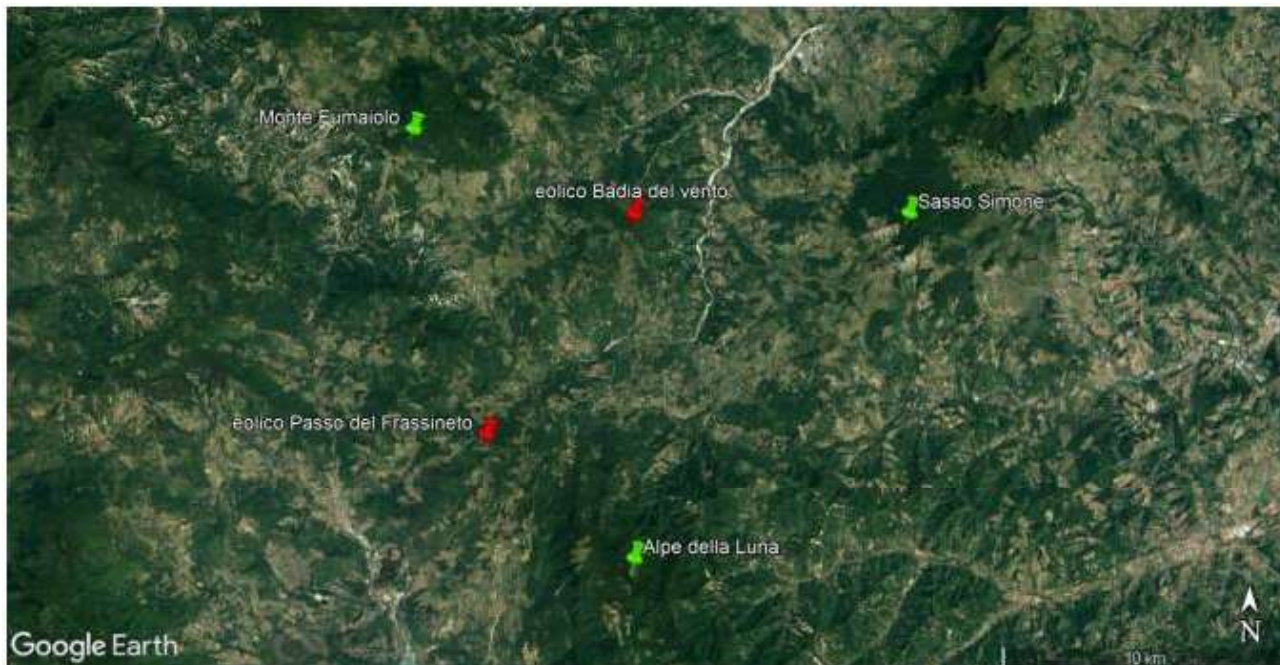 Monte Fumaiolo
eolico Badia del vento
Sasso Simone
eolico Passo del Frassineto
Alpe della Luna
N
Google Earth
10 km